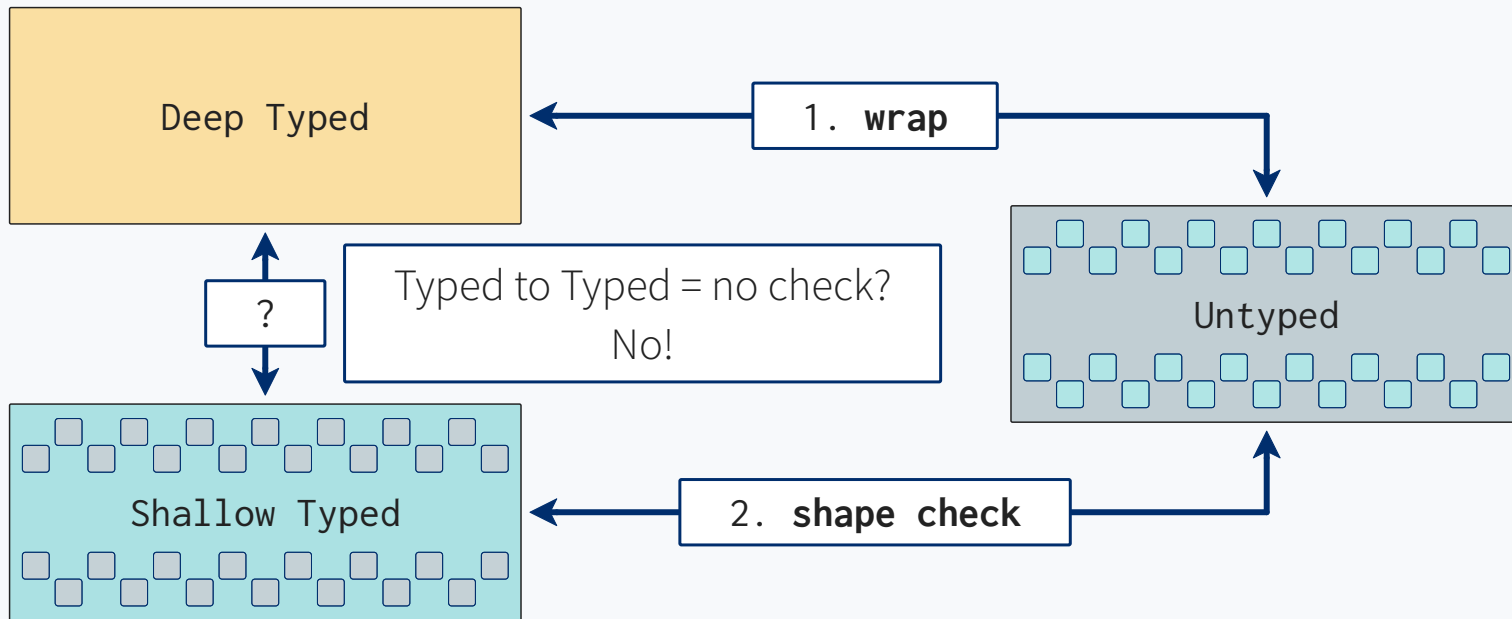 Deep Typed
1. wrap
Typed to Typed = no check?
No!
?
Untyped
Shallow Typed
2. shape check